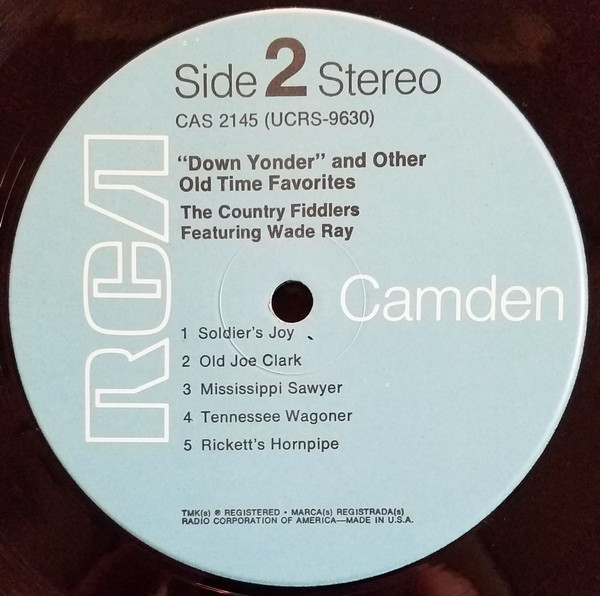 Side 2 Stereo
CAS 2145 (UCRS-9630)
"Down Yonder" and Other
Old Time Favorites
The Country Fiddlers
Featuring Wade Ray
RCA
Camden
1 Soldier's Joy
2 Old Joe Clark
3 Mississippi Sawyer
4 Tennessee Wagoner
5 Rickett's Hornpipe
TMK(s) ® REGISTERED • MARCA(s) REGISTRADA(s)
RADIO CORPORATION OF AMERICA—MADE IN U.S.A.